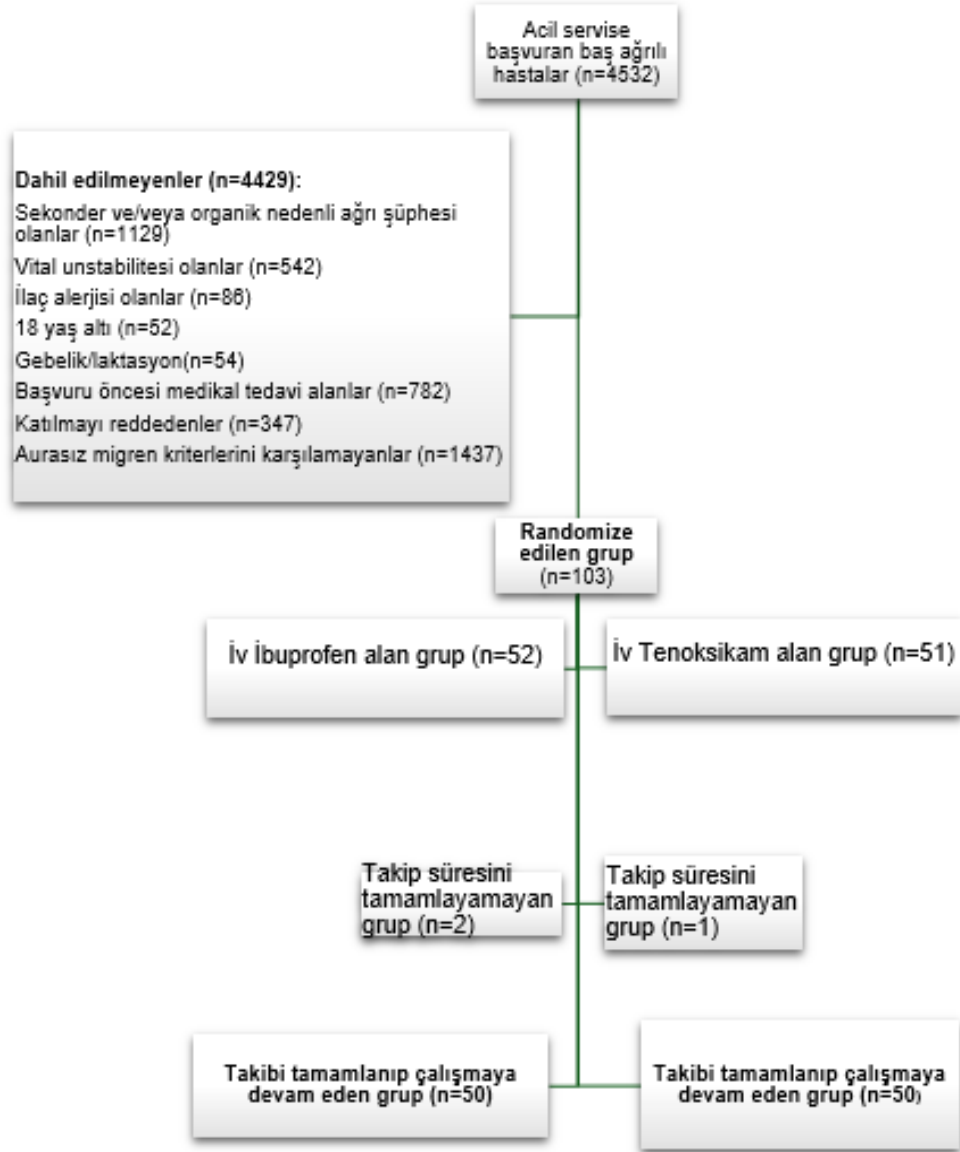 Acil servise
başvuran baş ağrılı
hastalar (n=4532)
Dahil edilmeyenler (n=4429):
Sekonder ve/veya organik nedenli ağrı şüphesi
olanlar (n=1129)
Vital unstabilitesi olanlar (n=542)
İlaç alerjisi olanlar (n=86)
18 yaş altı (n=52)
Gebelik/laktasyon(n=54)
Başvuru öncesi medikal tedavi alanlar (n=782)
Katılmayı reddedenler (n=347)
Aurasız migren kriterlerini karşılamayanlar (n=1437)
Randomize
edilen grup
(n=103)
İv İbuprofen alan grup (n=52)
İv Tenoksikam alan grup (n=51)
Takip süresini
tamamlayamayan
grup (n=2)
Takip süresini
tamamlayamayan
grup (n=1)
Takibi tamamlanıp çalışmaya
devam eden grup (n=50)
Takibi tamamlanıp çalışmaya
devam eden grup (n=50)